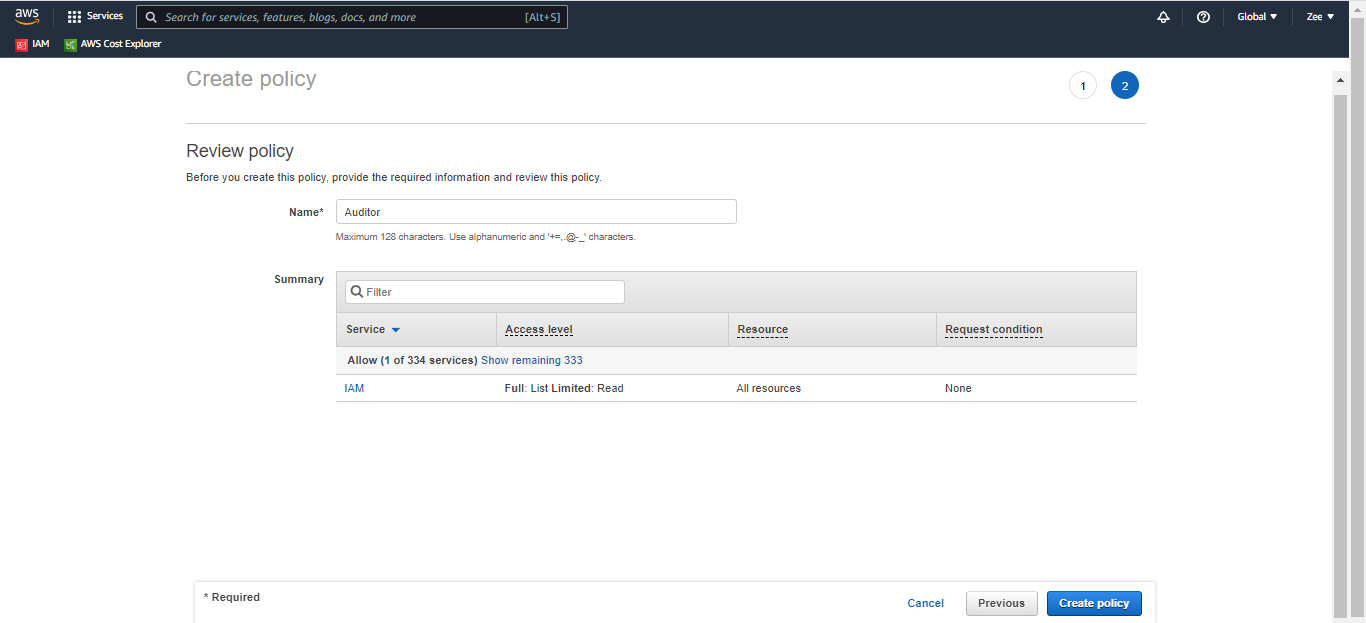 aws Services Search for services, features, blogs, docs, and more [Alt+S] Global ▼ Zee ▼
IAM AWS Cost Explorer
Create policy 1 2
Review policy
Before you create this policy, provide the required information and review this policy.
Name* Auditor
Maximum 128 characters. Use alphanumeric and '+=,.@-_' characters.
Summary Filter
Service Access level Resource Request condition
Allow (1 of 334 services) Show remaining 333
IAM Full: List Limited: Read All resources None
* Required Cancel Previous Create policy